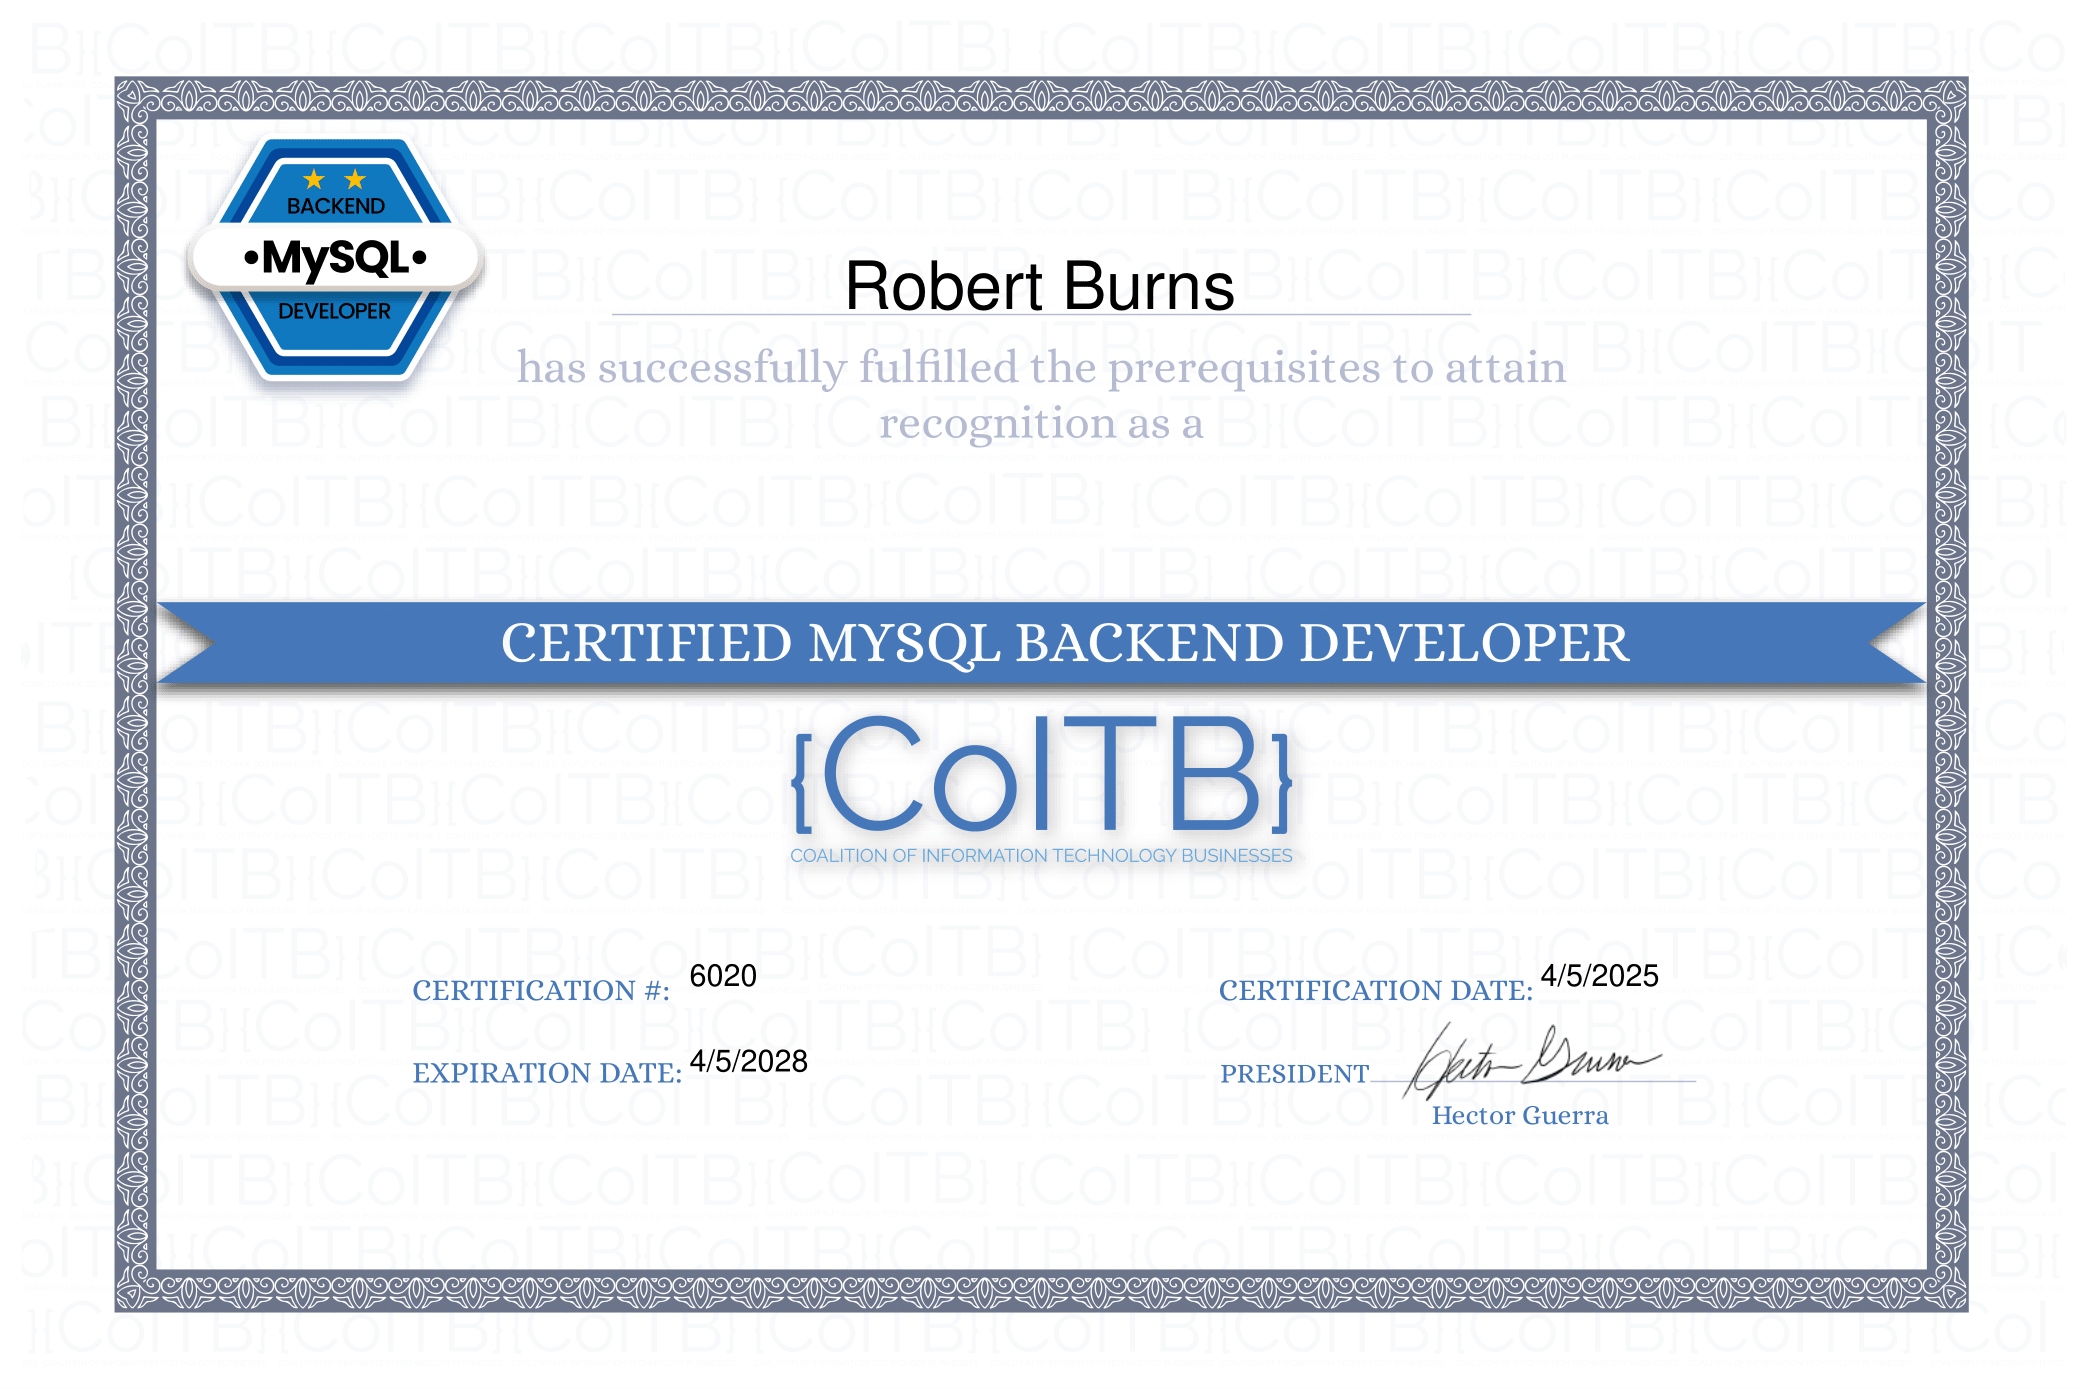 BACKEND
•MySQL•
DEVELOPER
Robert Burns
has successfully fulfilled the prerequisites to attain
recognition as a
CERTIFIED MYSQL BACKEND DEVELOPER
{CoITB}
COALITION OF INFORMATION TECHNOLOGY BUSINESSES
CERTIFICATION #: 6020
CERTIFICATION DATE: 4/5/2025
EXPIRATION DATE: 4/5/2028
PRESIDENT Hector Guerra
Hector Guerra